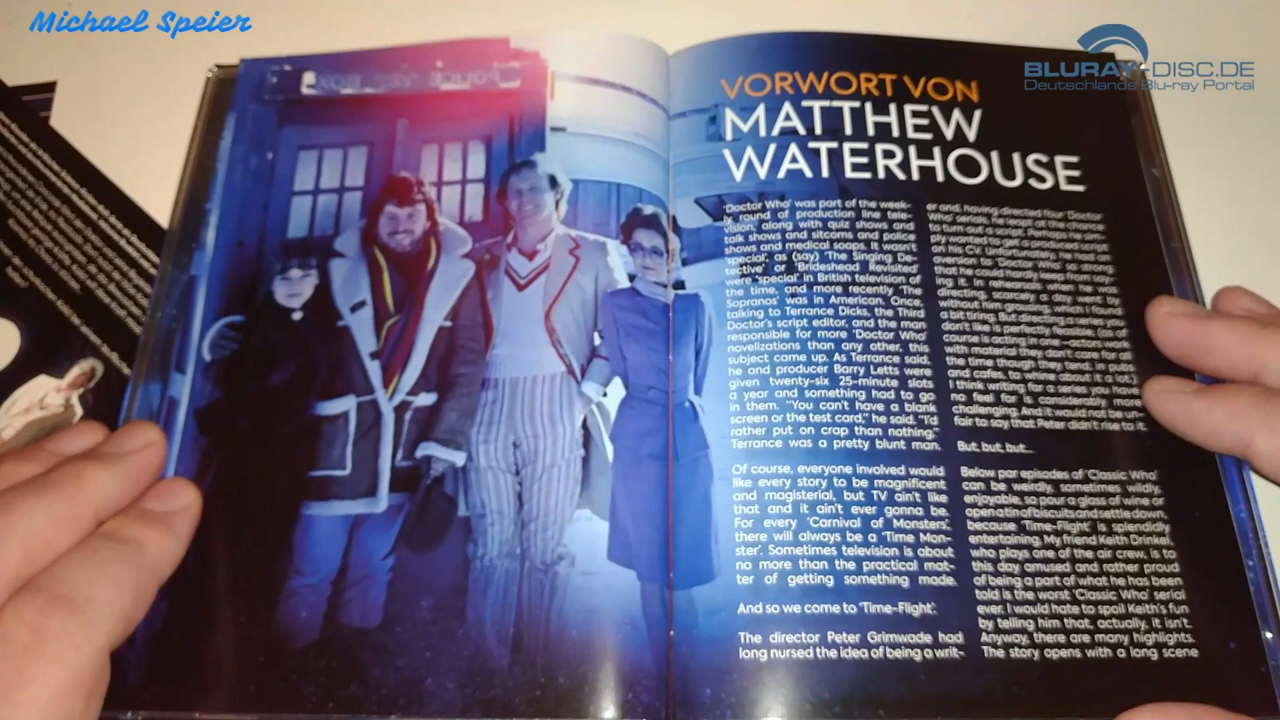 Michael Speier
BLURAY-DISC.DE
Deutschlands Blu-ray Portal
VORWORT VON
MATTHEW
WATERHOUSE
'Doctor Who' was part of the week-
ly round of production line tele-
vision, along with quiz shows and
talk shows and sitcoms and police
shows and medical soaps. It wasn't
'special', as (say) 'The Singing De-
tective' or 'Brideshead Revisited'
were 'special' in British television of
the time, and more recently 'The
Sopranos' was in American. Once,
talking to Terrance Dicks, the Third
Doctor's script editor, and the man
responsible for more 'Doctor Who'
novelizations than any other, this
subject came up. As Terrance said,
he and producer Barry Letts were
given twenty-six 25-minute slots
a year and something had to go
in them. "You can't have a blank
screen or the test card," he said. "I'd
rather put on crap than nothing."
Terrance was a pretty blunt man.
Of course, everyone involved would
like every story to be magnificent
and magisterial, but TV ain't like
that and it ain't ever gonna be.
For every 'Carnival of Monsters',
there will always be a 'Time Mon-
ster'. Sometimes television is about
no more than the practical mat-
ter of getting something made.
And so we come to 'Time-Flight'.
The director Peter Grimwade had
long nursed the idea of being a writ-
er and, having directed four 'Doctor
Who' serials, he leapt at the chance
to turn out a script. Perhaps he sim-
ply wanted to get a produced script
on his CV. Unfortunately, he had an
aversion to 'Doctor Who' so strong
that he could hardly keep from say-
ing it. In rehearsals when he was
directing, scarcely a day went by
without him grousing, which I found
a bit tiring. But directing a series you
don't like is perfectly feasible, (as of
course is acting in one – actors work
with material they don't care for all
the time though they tend, in pubs
and cafes, to whine about it a lot.)
I think writing for a series you have
no feel for is considerably more
challenging. And it would not be un-
fair to say that Peter didn't rise to it.
But, but, but...
Below par episodes of 'Classic Who'
can be weirdly, sometimes wildly,
enjoyable, so pour a glass of wine or
open a tin of biscuits and settle down,
because 'Time-Flight' is splendidly
entertaining. My friend Keith Drinkel,
who plays one of the air crew, is to
this day amused and rather proud
of being a part of what he has been
told is the worst 'Classic Who' serial
ever. I would hate to spoil Keith's fun
by telling him that, actually, it isn't.
Anyway, there are many highlights.
The story opens with a long scene